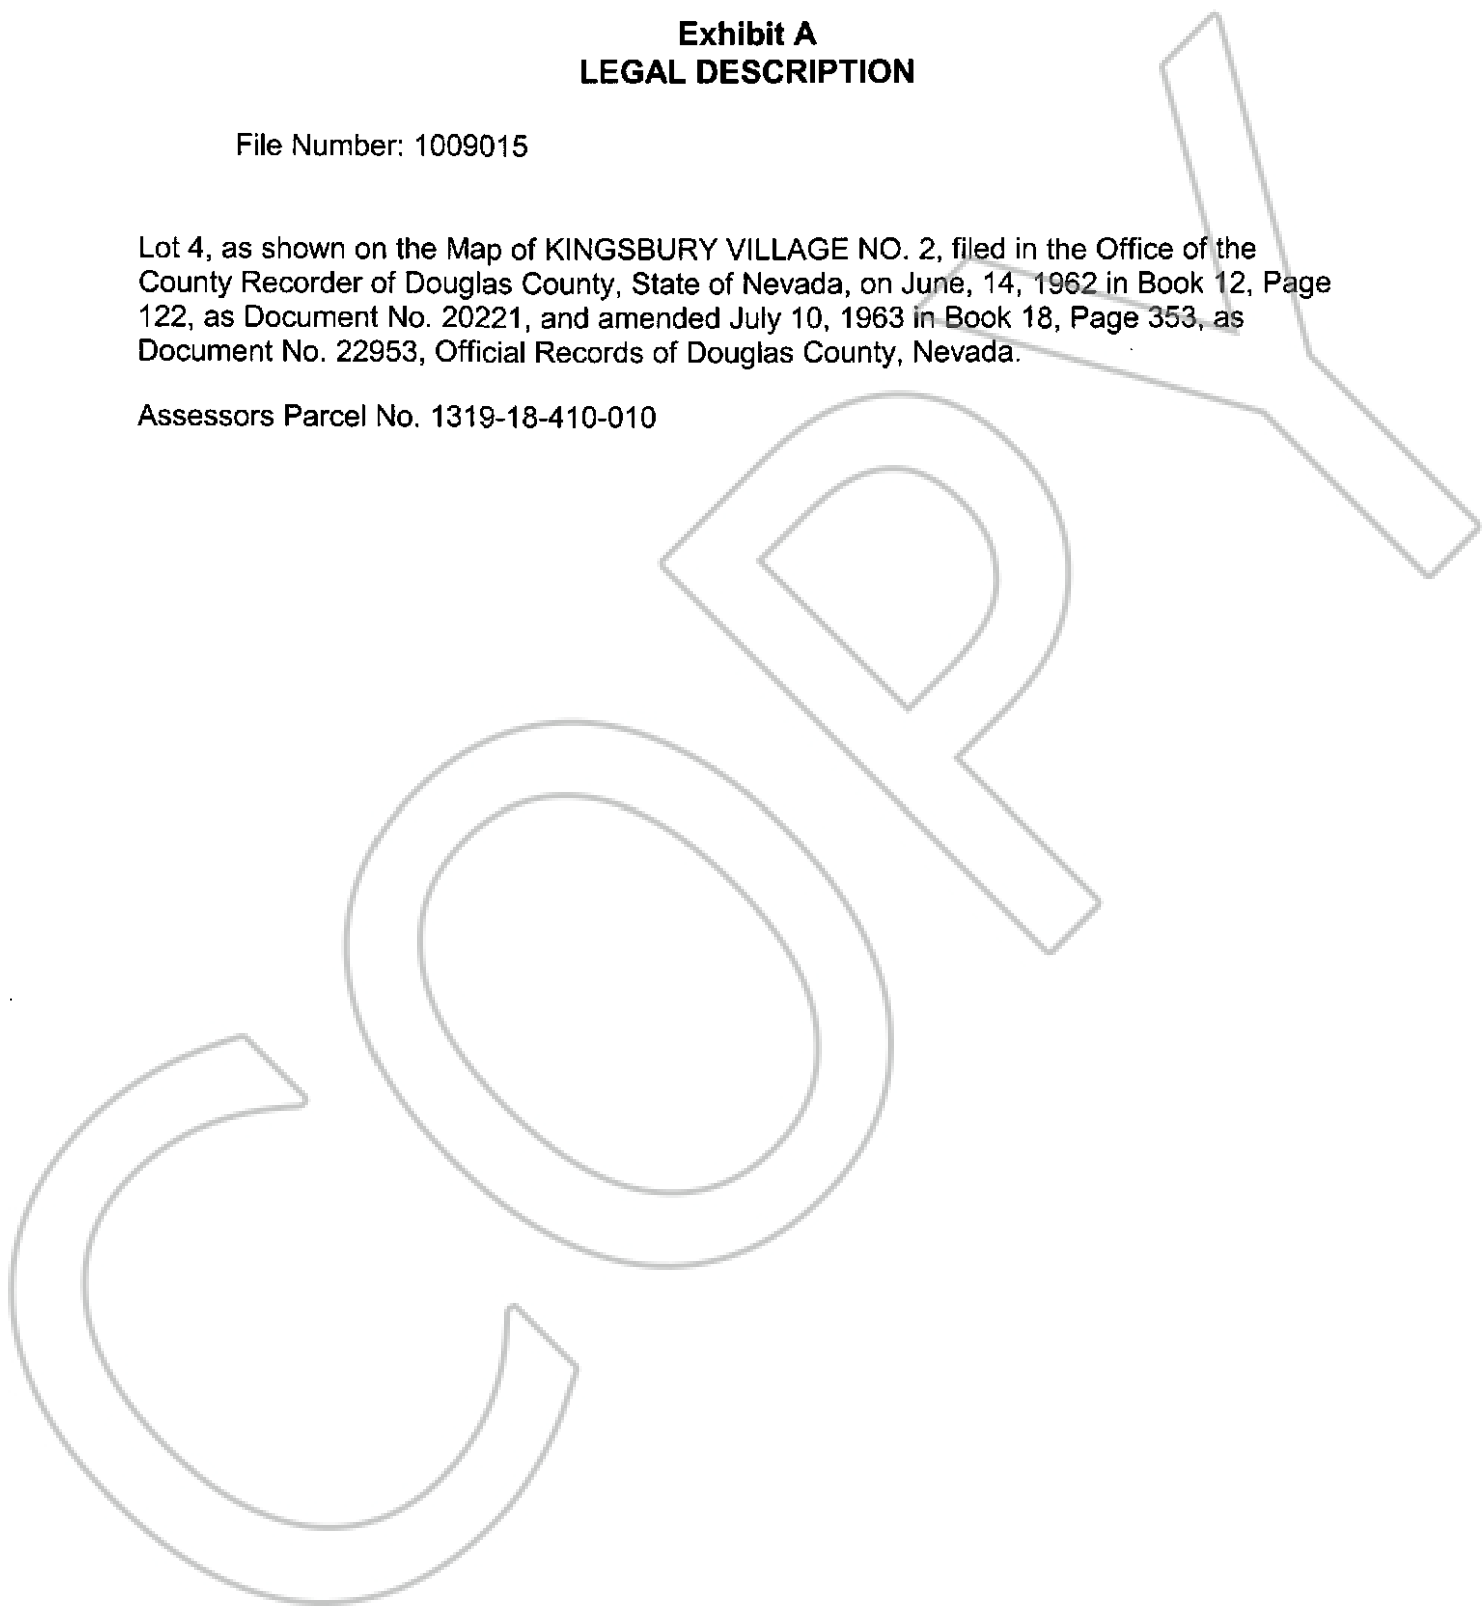 Exhibit A
LEGAL DESCRIPTION
File Number: 1009015
Lot 4, as shown on the Map of KINGSBURY VILLAGE NO. 2, filed in the Office of the
County Recorder of Douglas County, State of Nevada, on June, 14, 1962 in Book 12, Page
122, as Document No. 20221, and amended July 10, 1963 in Book 18, Page 353, as
Document No. 22953, Official Records of Douglas County, Nevada.
Assessors Parcel No. 1319-18-410-010
COPY